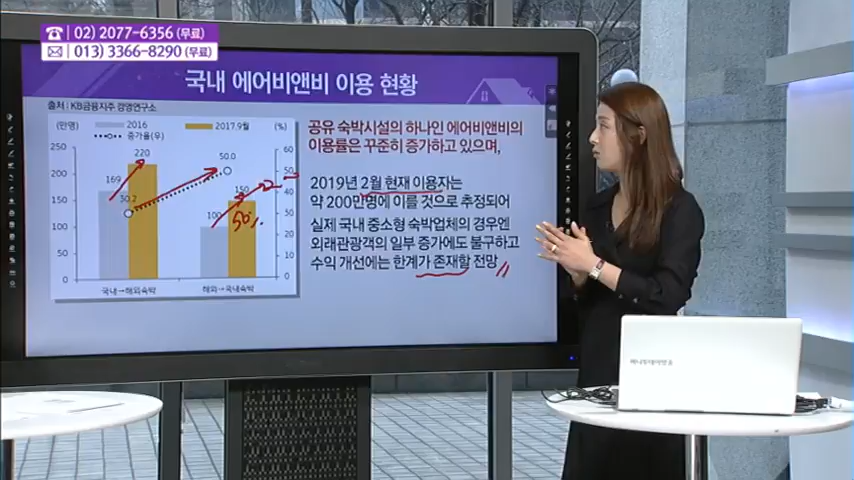 02) 2077-6356 (무료)
013) 3366-8290 (무료)
국내 에어비앤비 이용 현황
출처 : KB금융지주 경영연구소
(만명) 2016 2017.9월 (%)
증가율(우)
250
200
150
100
50
0
60
50
40
30
20
10
0
169
220
30.2
50.0
100
150
50%
국내→해외숙박
해외→국내숙박
공유 숙박시설의 하나인 에어비앤비의
이용률은 꾸준히 증가하고 있으며,
2019년 2월 현재 이용자는
약 200만명에 이를 것으로 추정되어
실제 국내 중소형 숙박업체의 경우엔
외래관광객의 일부 증가에도 불구하고
수익 개선에는 한계가 존재할 전망